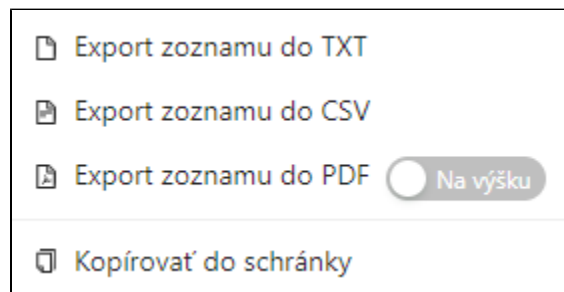 Export zoznamu do TXT
Export zoznamu do CSV
Export zoznamu do PDF Na výšku
Kopírovať do schránky